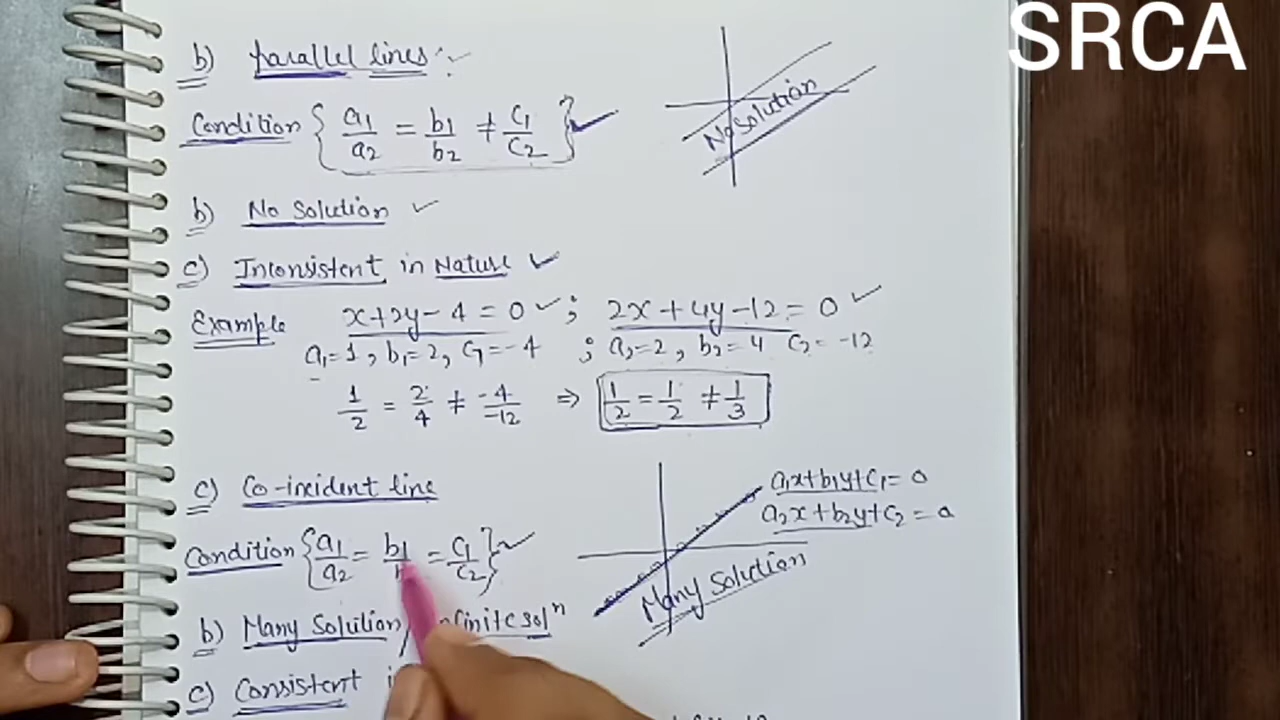 SRCA
b) Parallel lines :
Condition { a1/a2 = b1/b2 ≠ c1/c2 }
No Solution
b) No Solution
c) Inconsistent in Nature
Example x+2y-4=0 ; 2x+4y-12=0
a1=1, b1=2, c1=-4 ; a2=2, b2=4 c2=-12
1/2 = 2/4 ≠ -4/-12 ⇒ 1/2 = 1/2 ≠ 1/3
c) Co-incident line
a1x+b1y+c1=0
a2x+b2y+c2=0
Condition { a1/a2 = b1/ = c1/c2 }
Many Solution
b) Many Solution / solⁿ
c) Consistent